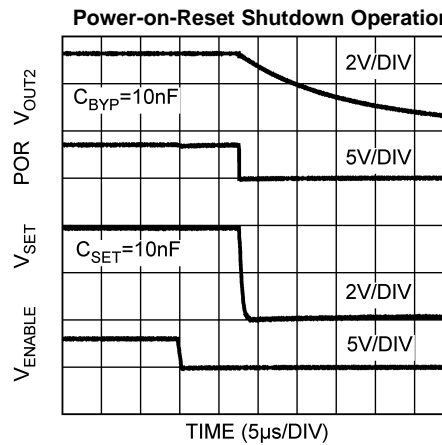 Power-on-Reset Shutdown Operation
V_OUT2
2V/DIV
C_BYP=10nF
POR
5V/DIV
V_SET
C_SET=10nF
2V/DIV
V_ENABLE
5V/DIV
TIME (5µs/DIV)